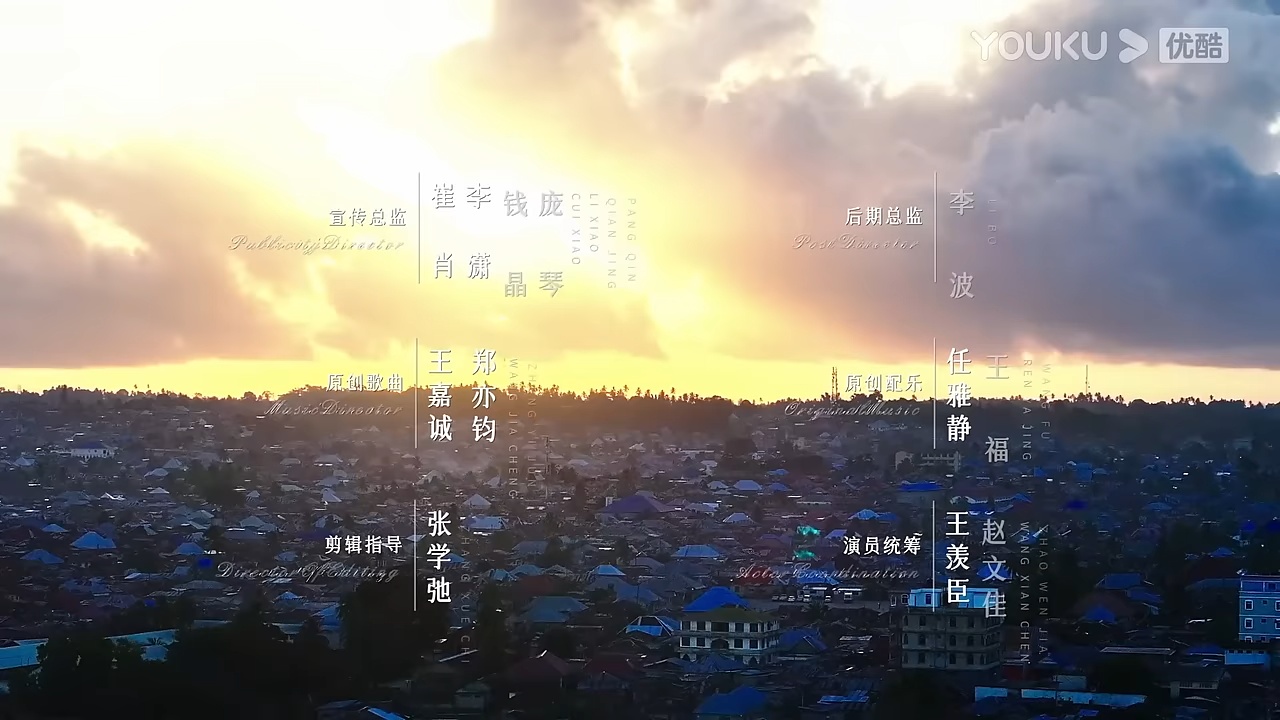 YOUKU 优酷
宣传总监
Publicity Director
崔肖
李潇
钱晶
庞琴
CUI XIAO
LI XIAO
QIAN JING
PANG QIN
后期总监
Post Director
李波
LI BO
原创歌曲
Music Director
王嘉诚
郑亦钧
WANG JIA CHENG
原创配乐
Original Music
任雅静
王福
REN YA JING
WANG FU
剪辑指导
Director Of Editing
张学弛
演员统筹
Actor Coordination
王羡臣
赵文佳
WANG XIAN CHEN
ZHAO WEN JIA